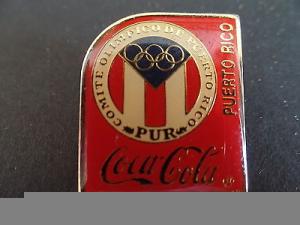 COMITE OLIMPICO DE PUERTO RICO
PUR
PUERTO RICO
Coca-Cola